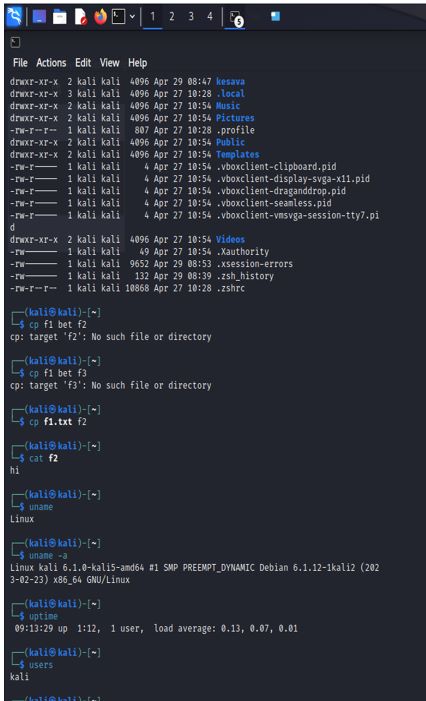 1 2 3 4 5
File Actions Edit View Help
drwxr-xr-x 2 kali kali 4096 Apr 29 08:47 kesava
drwxr-xr-x 3 kali kali 4096 Apr 27 10:28 .local
drwxr-xr-x 2 kali kali 4096 Apr 27 10:54 Music
drwxr-xr-x 2 kali kali 4096 Apr 27 10:54 Pictures
-rw-r--r-- 1 kali kali 807 Apr 27 10:28 .profile
drwxr-xr-x 2 kali kali 4096 Apr 27 10:54 Public
drwxr-xr-x 2 kali kali 4096 Apr 27 10:54 Templates
-rw-r----- 1 kali kali 4 Apr 27 10:54 .vboxclient-clipboard.pid
-rw-r----- 1 kali kali 4 Apr 27 10:54 .vboxclient-display-svga-x11.pid
-rw-r----- 1 kali kali 4 Apr 27 10:54 .vboxclient-draganddrop.pid
-rw-r----- 1 kali kali 4 Apr 27 10:54 .vboxclient-seamless.pid
-rw-r----- 1 kali kali 4 Apr 27 10:54 .vboxclient-vmsvga-session-tty7.pi
d
drwxr-xr-x 2 kali kali 4096 Apr 27 10:54 Videos
-rw------- 1 kali kali 49 Apr 27 10:54 .Xauthority
-rw------- 1 kali kali 9652 Apr 29 08:53 .xsession-errors
-rw------- 1 kali kali 132 Apr 29 08:39 .zsh_history
-rw-r--r-- 1 kali kali 10868 Apr 27 10:28 .zshrc
┌──(kali㉿kali)-[~]
└─$ cp f1 bet f2
cp: target 'f2': No such file or directory
┌──(kali㉿kali)-[~]
└─$ cp f1 bet f3
cp: target 'f3': No such file or directory
┌──(kali㉿kali)-[~]
└─$ cp f1.txt f2
┌──(kali㉿kali)-[~]
└─$ cat f2
hi
┌──(kali㉿kali)-[~]
└─$ uname
Linux
┌──(kali㉿kali)-[~]
└─$ uname -a
Linux kali 6.1.0-kali5-amd64 #1 SMP PREEMPT_DYNAMIC Debian 6.1.12-1kali2 (202
3-02-23) x86_64 GNU/Linux
┌──(kali㉿kali)-[~]
└─$ uptime
09:13:29 up 1:12, 1 user, load average: 0.13, 0.07, 0.01
┌──(kali㉿kali)-[~]
└─$ users
kali
┌──(kali㉿kali)-[~]